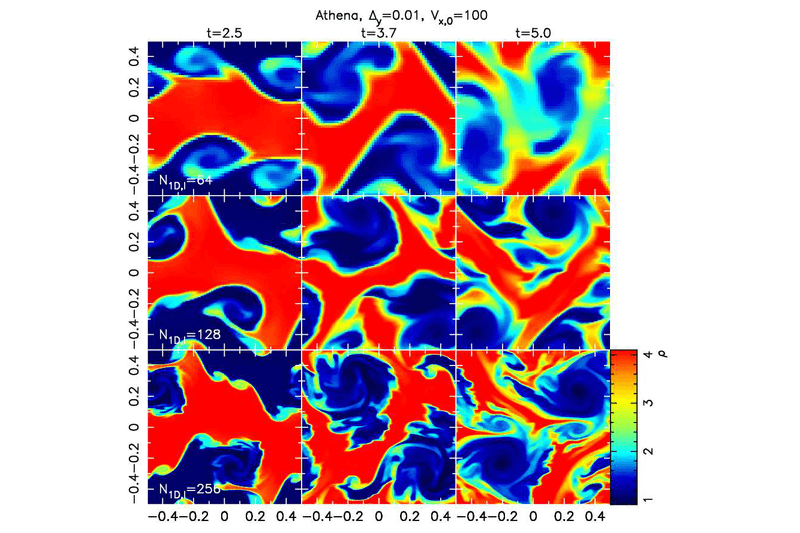 Athena, Δy=0.01, Vx,0=100
t=2.5 t=3.7 t=5.0
0.4
0.2
0
−0.4−0.2
N1D,I=64
0.4
0.2
0
−0.4−0.2
N1D,I=128
0.4
0.2
0
−0.4−0.2
N1D,I=256
−0.4−0.2 0 0.2 0.4 −0.4−0.2 0 0.2 0.4 −0.4−0.2 0 0.2 0.4
4 ρ
3
2
1